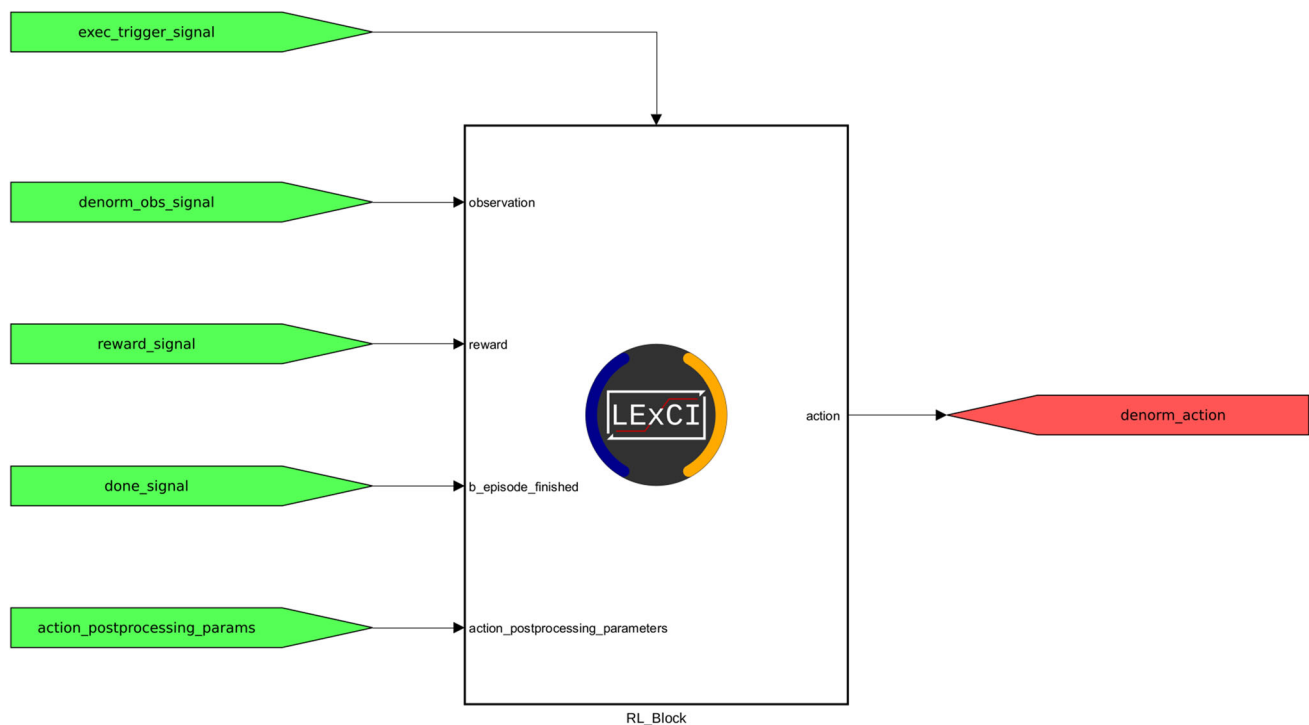 exec_trigger_signal
denorm_obs_signal
observation
reward_signal
reward
LExCI
action
denorm_action
done_signal
b_episode_finished
action_postprocessing_params
action_postprocessing_parameters
RL_Block